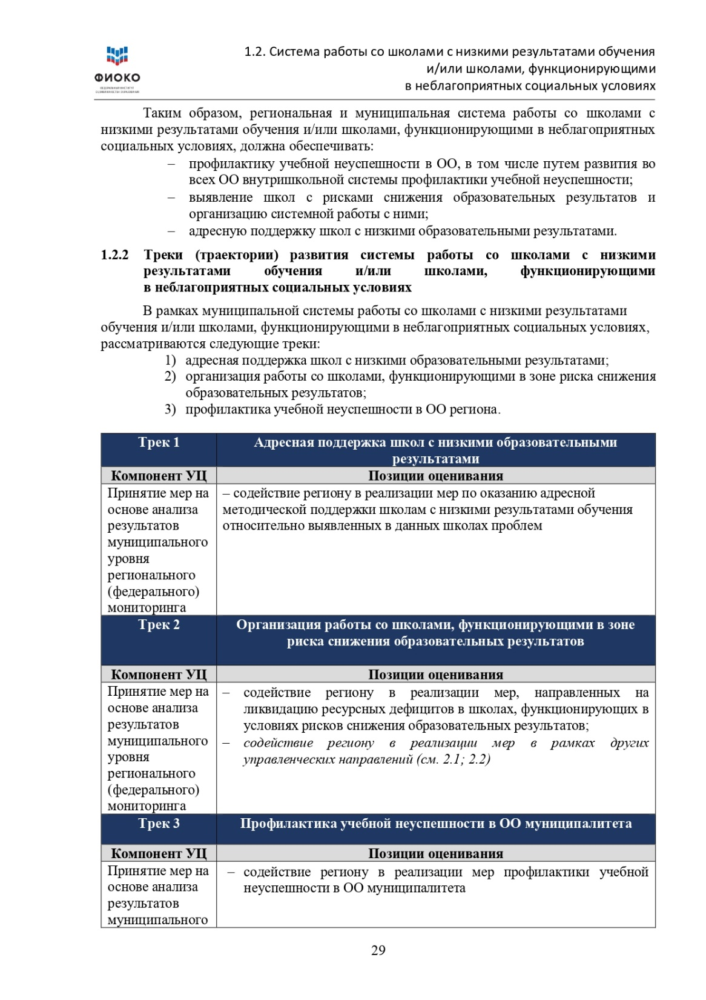 1.2. Система работы со школами с низкими результатами обучения
и/или школами, функционирующими
в неблагоприятных социальных условиях
ФИОКО
ФЕДЕРАЛЬНЫЙ ИНСТИТУТ
ОЦЕНКИ КАЧЕСТВА ОБРАЗОВАНИЯ
Таким образом, региональная и муниципальная система работы со школами с
низкими результатами обучения и/или школами, функционирующими в неблагоприятных
социальных условиях, должна обеспечивать:
– профилактику учебной неуспешности в ОО, в том числе путем развития во
всех ОО внутришкольной системы профилактики учебной неуспешности;
– выявление школ с рисками снижения образовательных результатов и
организацию системной работы с ними;
– адресную поддержку школ с низкими образовательными результатами.
1.2.2 Треки (траектории) развития системы работы со школами с низкими
результатами обучения и/или школами, функционирующими
в неблагоприятных социальных условиях
В рамках муниципальной системы работы со школами с низкими результатами
обучения и/или школами, функционирующими в неблагоприятных социальных условиях,
рассматриваются следующие треки:
1) адресная поддержка школ с низкими образовательными результатами;
2) организация работы со школами, функционирующими в зоне риска снижения
образовательных результатов;
3) профилактика учебной неуспешности в ОО региона.
Трек 1
Адресная поддержка школ с низкими образовательными
результатами
Компонент УЦ
Позиции оценивания
Принятие мер на
основе анализа
результатов
муниципального
уровня
регионального
(федерального)
мониторинга
– содействие региону в реализации мер по оказанию адресной
методической поддержки школам с низкими результатами обучения
относительно выявленных в данных школах проблем
Трек 2
Организация работы со школами, функционирующими в зоне
риска снижения образовательных результатов
Компонент УЦ
Позиции оценивания
Принятие мер на
основе анализа
результатов
муниципального
уровня
регионального
(федерального)
мониторинга
– содействие региону в реализации мер, направленных на
ликвидацию ресурсных дефицитов в школах, функционирующих в
условиях рисков снижения образовательных результатов;
– содействие региону в реализации мер в рамках других
управленческих направлений (см. 2.1; 2.2)
Трек 3
Профилактика учебной неуспешности в ОО муниципалитета
Компонент УЦ
Позиции оценивания
Принятие мер на
основе анализа
результатов
муниципального
– содействие региону в реализации мер профилактики учебной
неуспешности в ОО муниципалитета
29